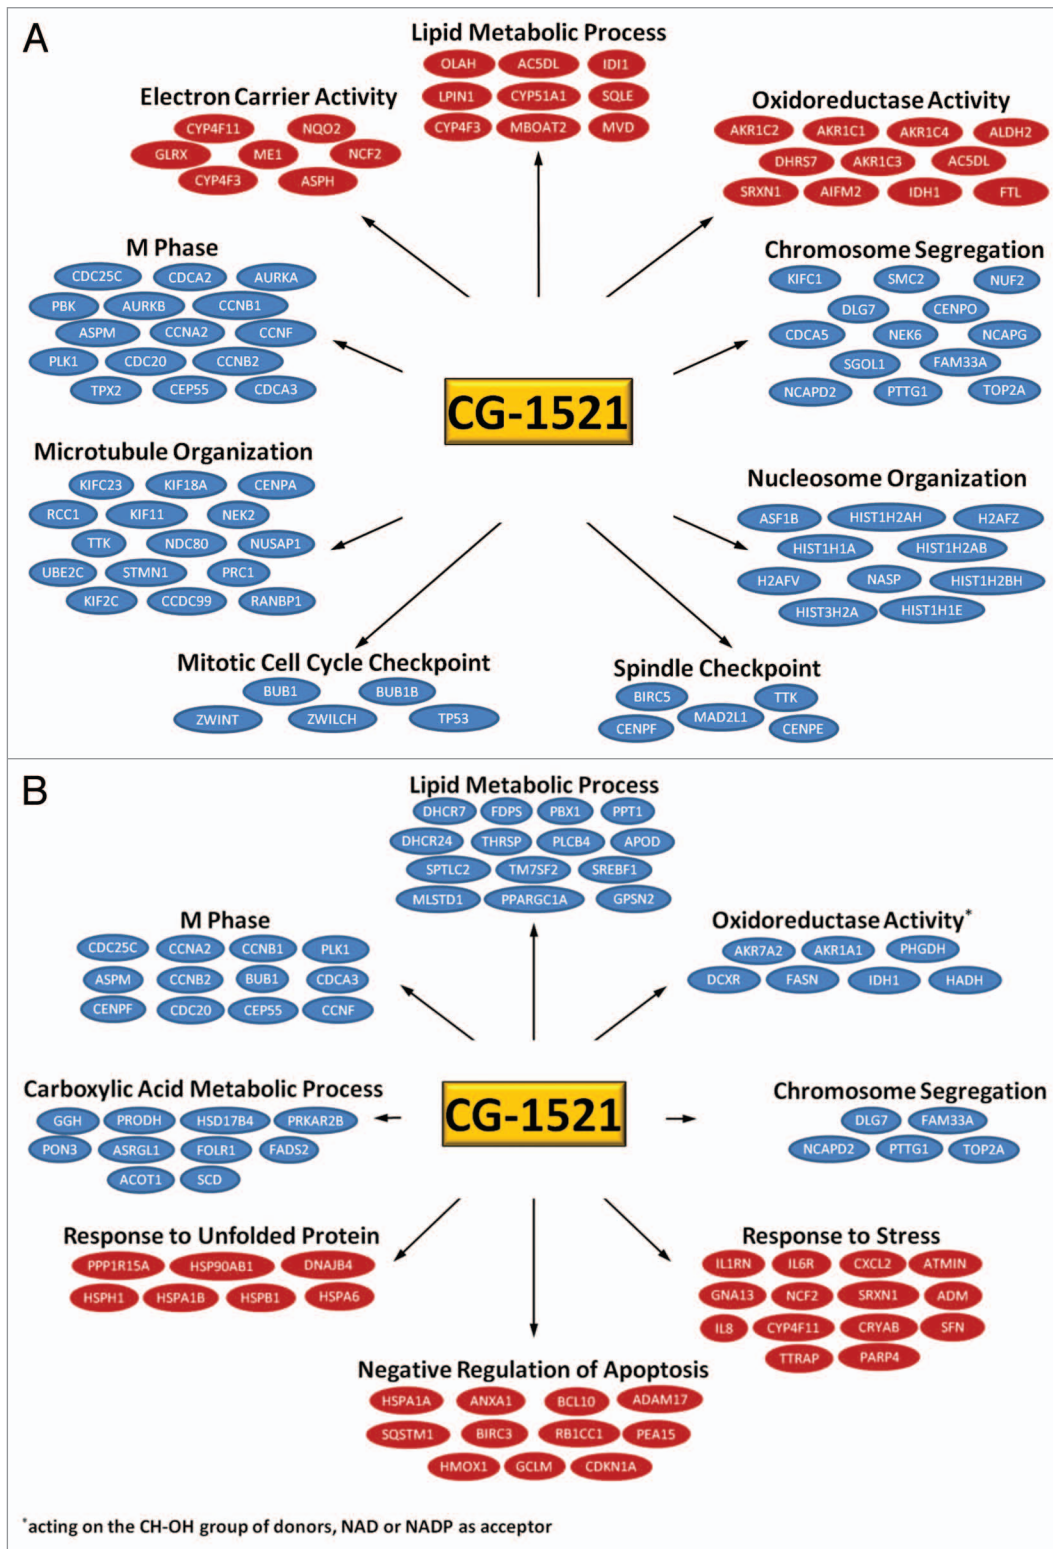 A
Lipid Metabolic Process
OLAH AC5DL IDI1
LPIN1 CYP51A1 SQLE
CYP4F3 MBOAT2 MVD
Electron Carrier Activity
CYP4F11 NQO2
GLRX ME1 NCF2
CYP4F3 ASPH
Oxidoreductase Activity
AKR1C2 AKR1C1 AKR1C4 ALDH2
DHRS7 AKR1C3 AC5DL
SRXN1 AIFM2 IDH1 FTL
M Phase
CDC25C CDCA2 AURKA
PBK AURKB CCNB1
ASPM CCNA2 CCNF
PLK1 CDC20 CCNB2
TPX2 CEP55 CDCA3
Chromosome Segregation
KIFC1 SMC2 NUF2
DLG7 CENPO
CDCA5 NEK6 NCAPG
SGOL1 FAM33A
NCAPD2 PTTG1 TOP2A
CG-1521
Microtubule Organization
KIFC23 KIF18A CENPA
RCC1 KIF11 NEK2
TTK NDC80 NUSAP1
UBE2C STMN1 PRC1
KIF2C CCDC99 RANBP1
Nucleosome Organization
ASF1B HIST1H2AH H2AFZ
HIST1H1A HIST1H2AB
H2AFV NASP HIST1H2BH
HIST3H2A HIST1H1E
Mitotic Cell Cycle Checkpoint
BUB1 BUB1B
ZWINT ZWILCH TP53
Spindle Checkpoint
BIRC5 TTK
CENPF MAD2L1 CENPE
B
Lipid Metabolic Process
DHCR7 FDPS PBX1 PPT1
DHCR24 THRSP PLCB4 APOD
SPTLC2 TM7SF2 SREBF1
MLSTD1 PPARGC1A GPSN2
M Phase
CDC25C CCNA2 CCNB1 PLK1
ASPM CCNB2 BUB1 CDCA3
CENPF CDC20 CEP55 CCNF
Oxidoreductase Activity*
AKR7A2 AKR1A1 PHGDH
DCXR FASN IDH1 HADH
Carboxylic Acid Metabolic Process
GGH PRODH HSD17B4 PRKAR2B
PON3 ASRGL1 FOLR1 FADS2
ACOT1 SCD
CG-1521
Chromosome Segregation
DLG7 FAM33A
NCAPD2 PTTG1 TOP2A
Response to Unfolded Protein
PPP1R15A HSP90AB1 DNAJB4
HSPH1 HSPA1B HSPB1 HSPA6
Response to Stress
IL1RN IL6R CXCL2 ATMIN
GNA13 NCF2 SRXN1 ADM
IL8 CYP4F11 CRYAB SFN
TTRAP PARP4
Negative Regulation of Apoptosis
HSPA1A ANXA1 BCL10 ADAM17
SQSTM1 BIRC3 RB1CC1 PEA15
HMOX1 GCLM CDKN1A
*acting on the CH-OH group of donors, NAD or NADP as acceptor